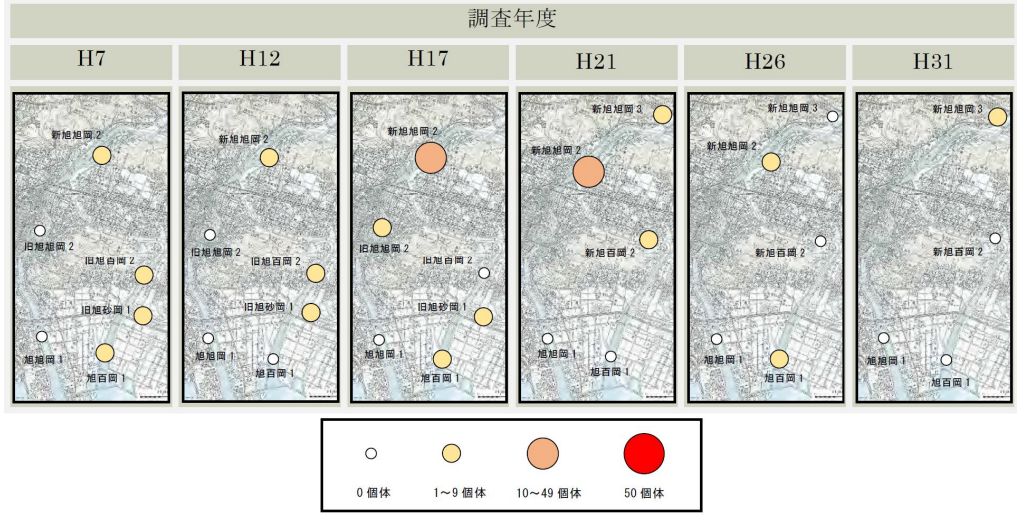 調査年度
H7
H12
H17
H21
H26
H31
新旭旭岡 2
旧旭旭岡 2
旧旭百岡 2
旧旭砂岡 1
旭旭岡 1
旭百岡 1
新旭旭岡 2
旧旭旭岡 2
旧旭百岡 2
旧旭砂岡 1
旭旭岡 1
旭百岡 1
新旭旭岡 2
旧旭旭岡 2
旧旭百岡 2
旧旭砂岡 1
旭旭岡 1
旭百岡 1
新旭旭岡 3
新旭旭岡 2
新旭百岡 2
旭旭岡 1
旭百岡 1
新旭旭岡 3
新旭旭岡 2
新旭百岡 2
旭旭岡 1
旭百岡 1
新旭旭岡 3
新旭百岡 2
旭旭岡 1
旭百岡 1
0 個体
1～9 個体
10～49 個体
50 個体